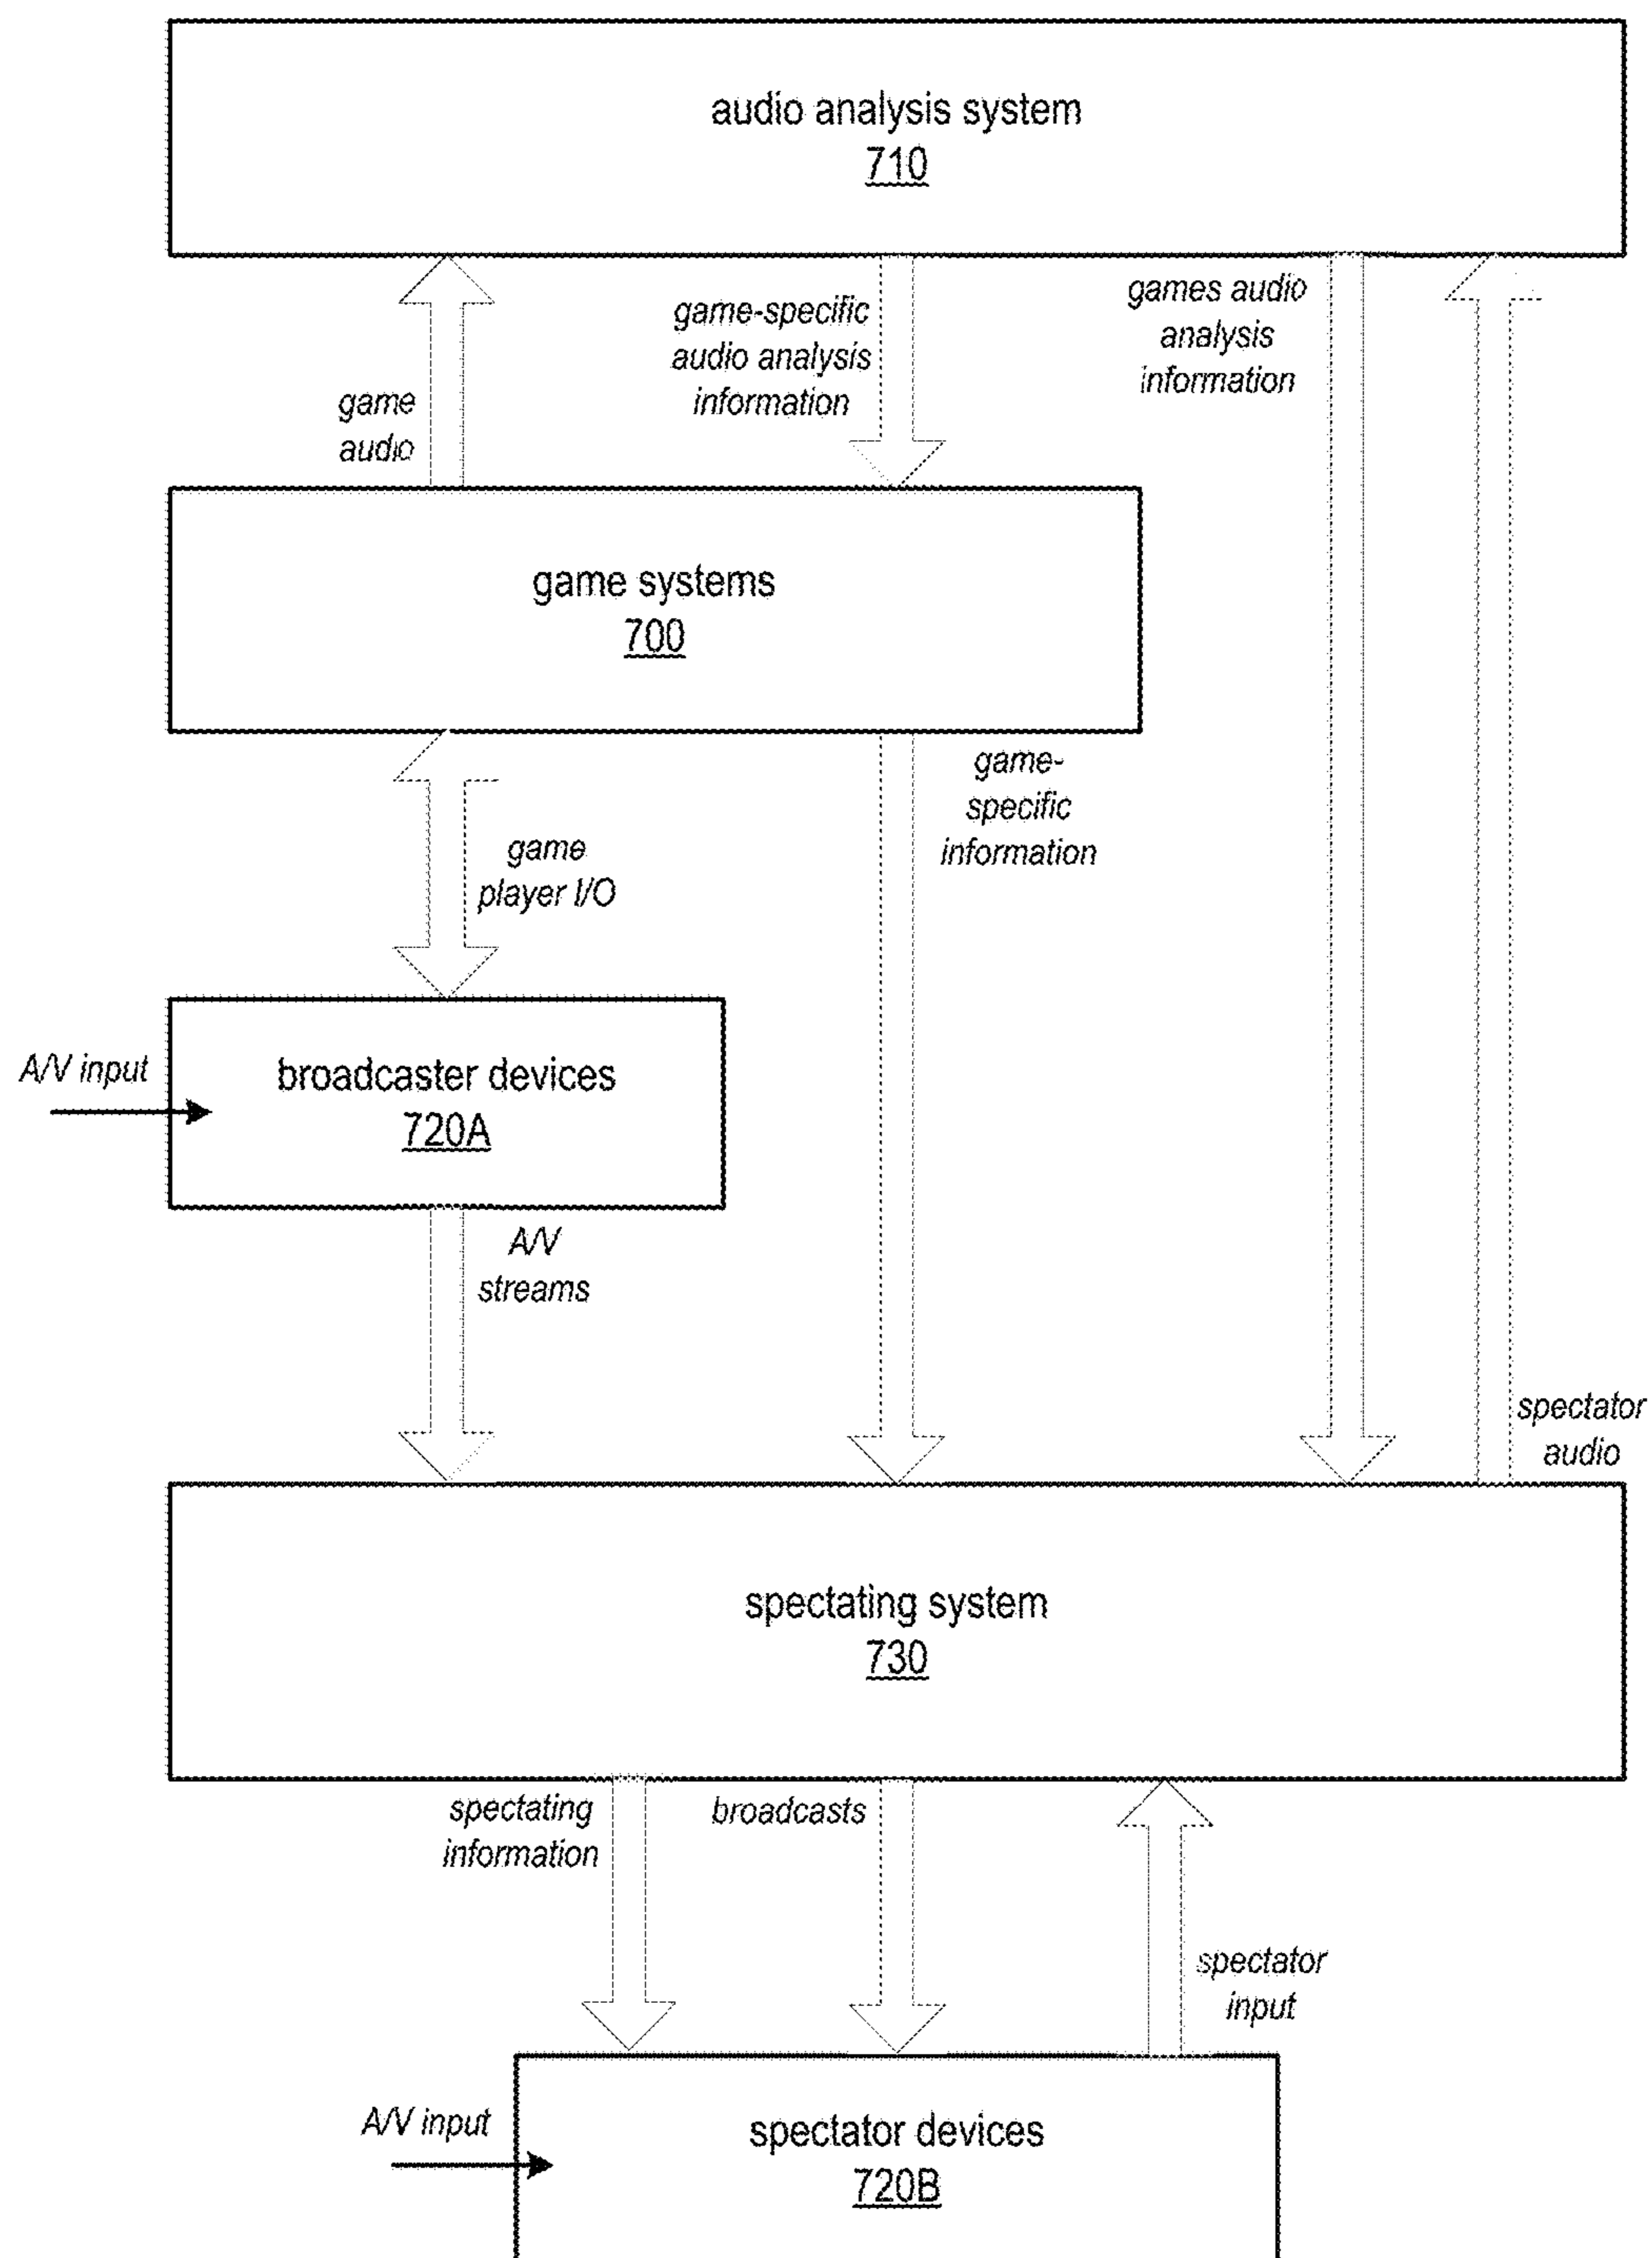 audio analysis system
710
game-specific
audio analysis
information
games audio
analysis
information
game
audio
game systems
700
game-
specific
information
game
player I/O
A/V input
broadcaster devices
720A
A/V
streams
spectator
audio
spectating system
730
spectating
information
broadcasts
spectator
input
A/V input
spectator devices
720B